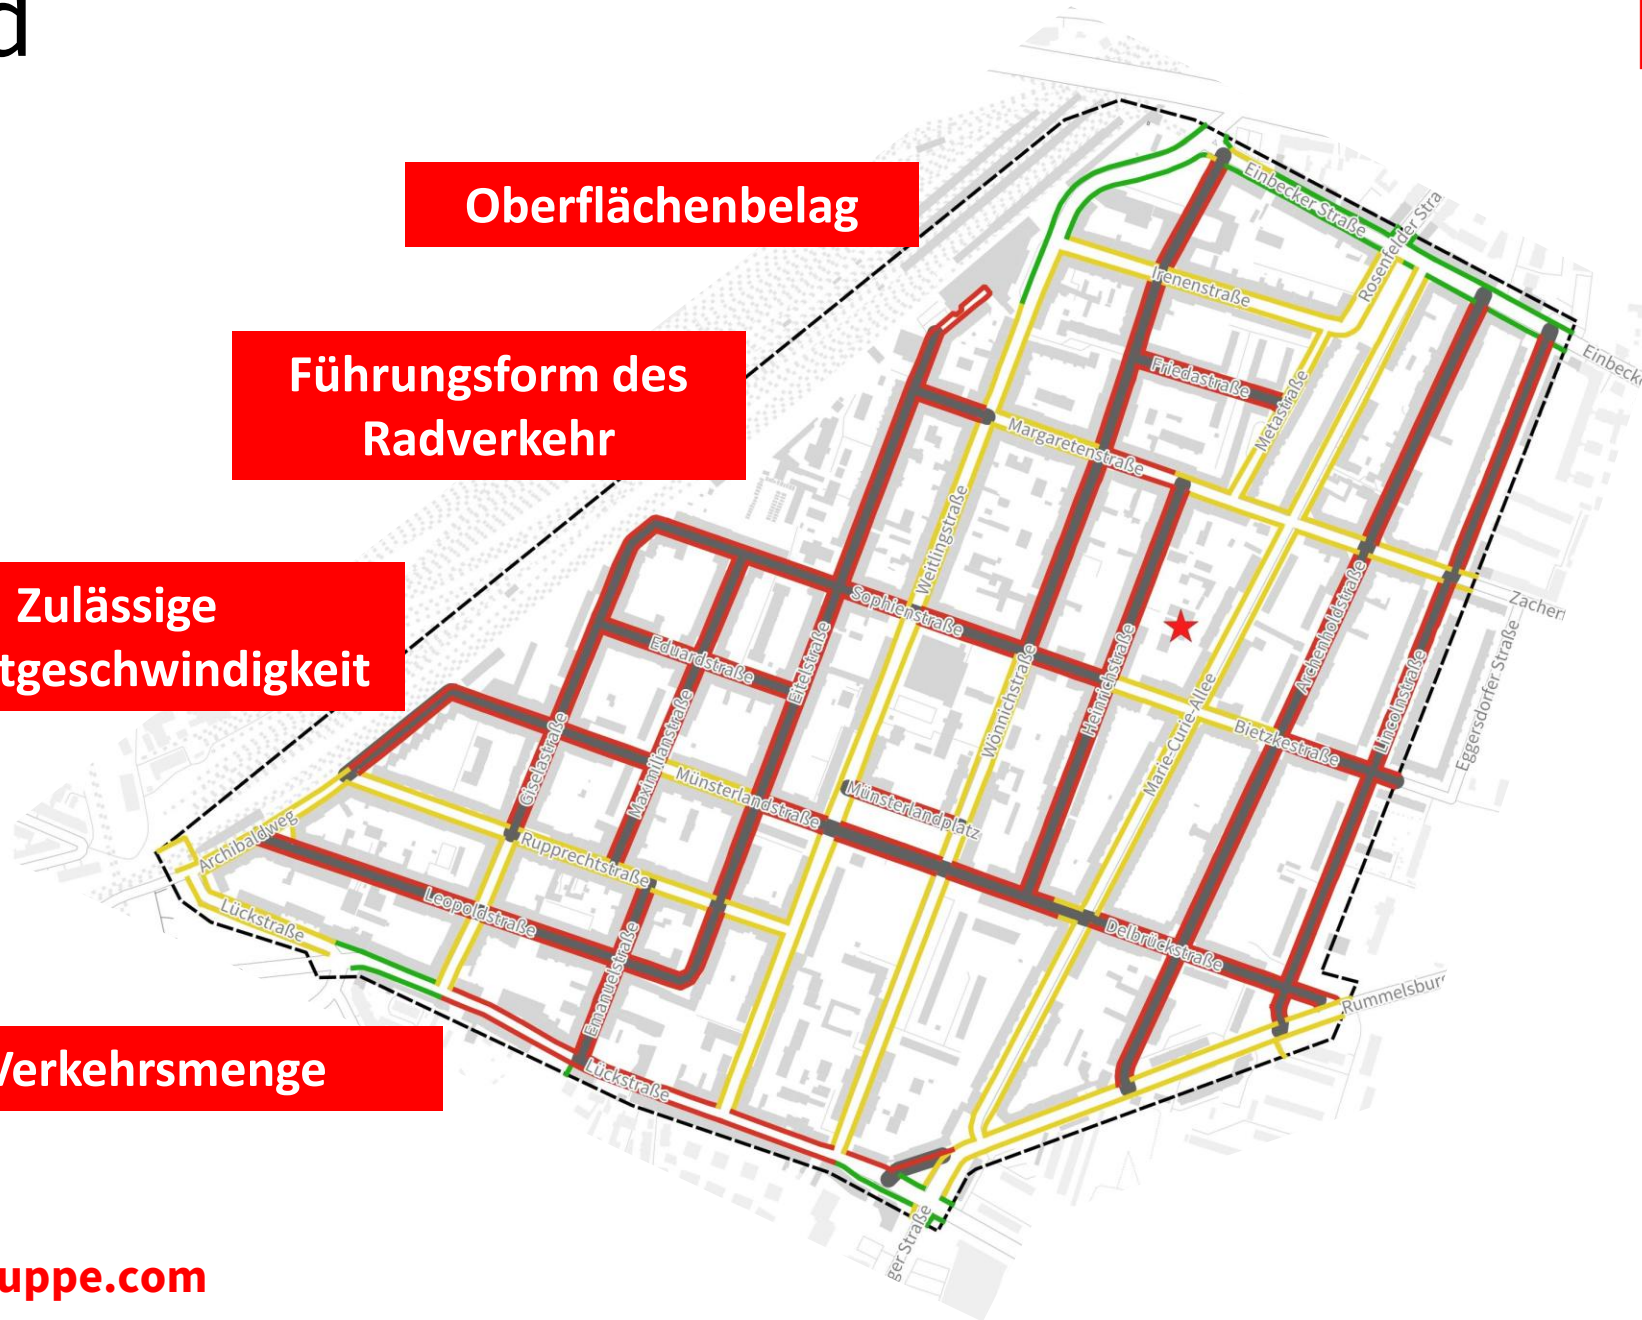 d
Oberflächenbelag
Führungsform des
Radverkehr
Zulässige
tgeschwindigkeit
Verkehrsmenge
uppe.com
Einbecker Straße
Rosenfelder Stra
Irenenstraße
Einbeck
Friedastraße
Metastraße
Margaretenstraße
Weitlingstraße
Zachert
Sophienstraße
Archenholdstraße
Eggersdorfer Straße
Eduardstraße
Eitelstraße
Heinrichstraße
Wönnichstraße
Lincolnstraße
Marie-Curie-Allee
Bietzkestraße
Giselastraße
Maximilianstraße
Münsterlandstraße
Münsterlandplatz
Archibaldweg
Rupprechtstraße
Leopoldstraße
Lückstraße
Emanuelstraße
Delbrückstraße
Rummelsbur
Lückstraße
ger Straße